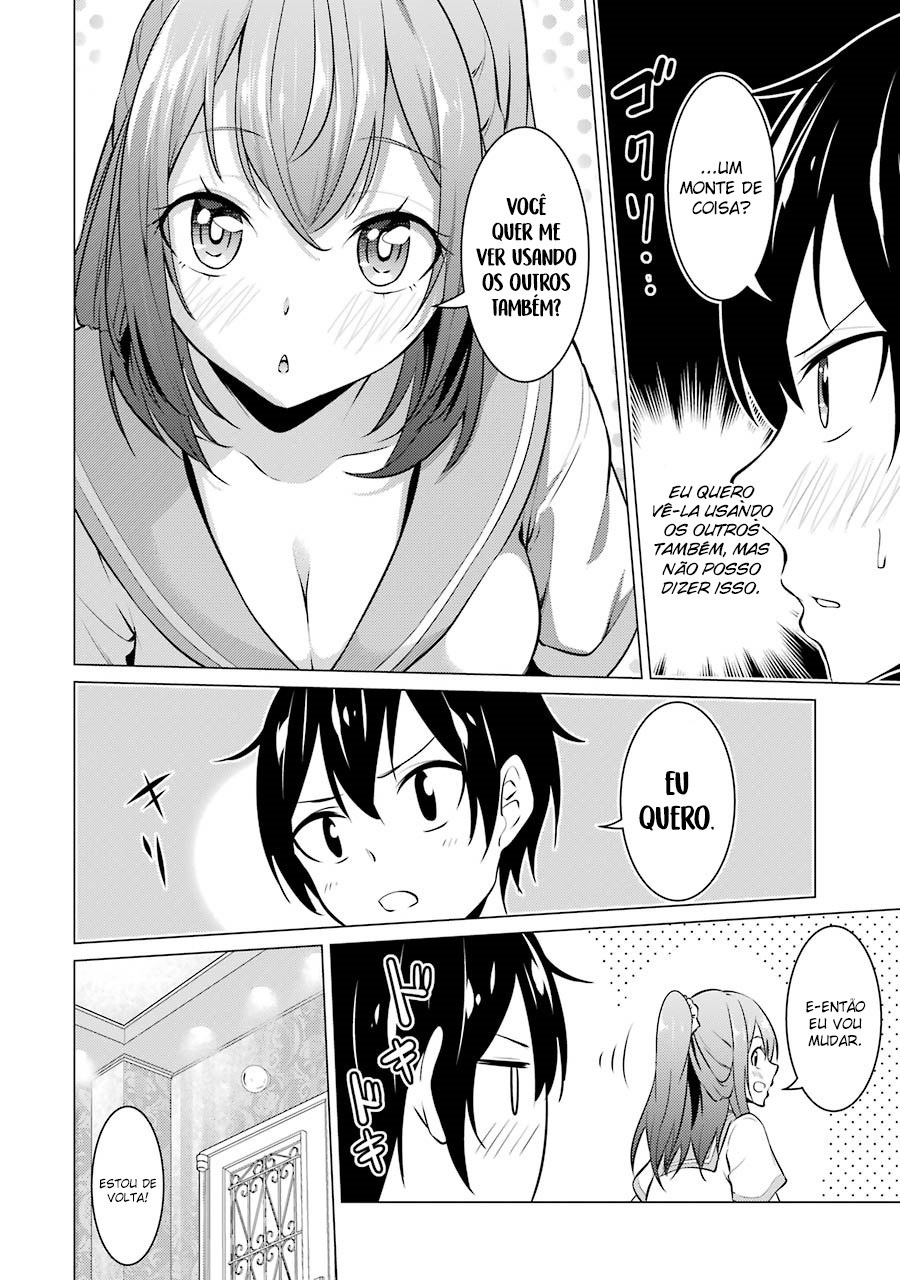 ...UM
MONTE DE
COISA?
ゴクリ...
EU QUERO
VÊ-LA USANDO
OS OUTROS
TAMBÉM, MAS
NÃO POSSO
DIZER ISSO.
VOCÊ
QUER ME
VER USANDO
OS OUTROS
TAMBÉM?
EU
QUERO.
キリッ
E-ENTÃO
EU VOU
MUDAR.
ドキドキ
ESTOU DE
VOLTA!